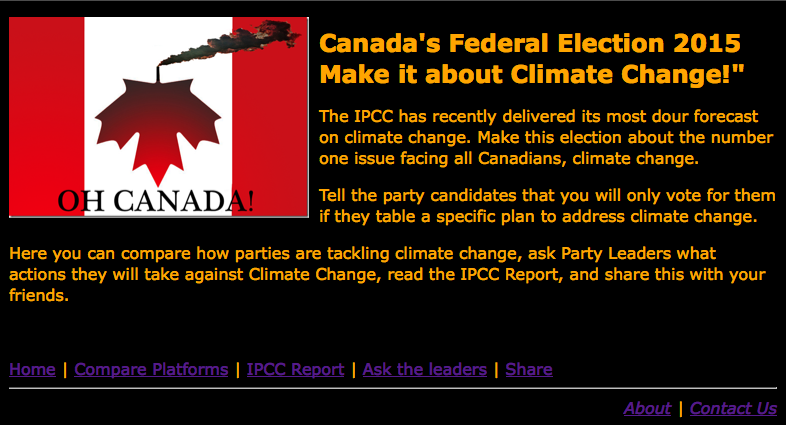 OH CANADA!
Canada's Federal Election 2015
Make it about Climate Change!"
The IPCC has recently delivered its most dour forecast
on climate change. Make this election about the number
one issue facing all Canadians, climate change.
Tell the party candidates that you will only vote for them
if they table a specific plan to address climate change.
Here you can compare how parties are tackling climate change, ask Party Leaders what
actions they will take against Climate Change, read the IPCC Report, and share this with your
friends.
Home | Compare Platforms | IPCC Report | Ask the leaders | Share
About | Contact Us